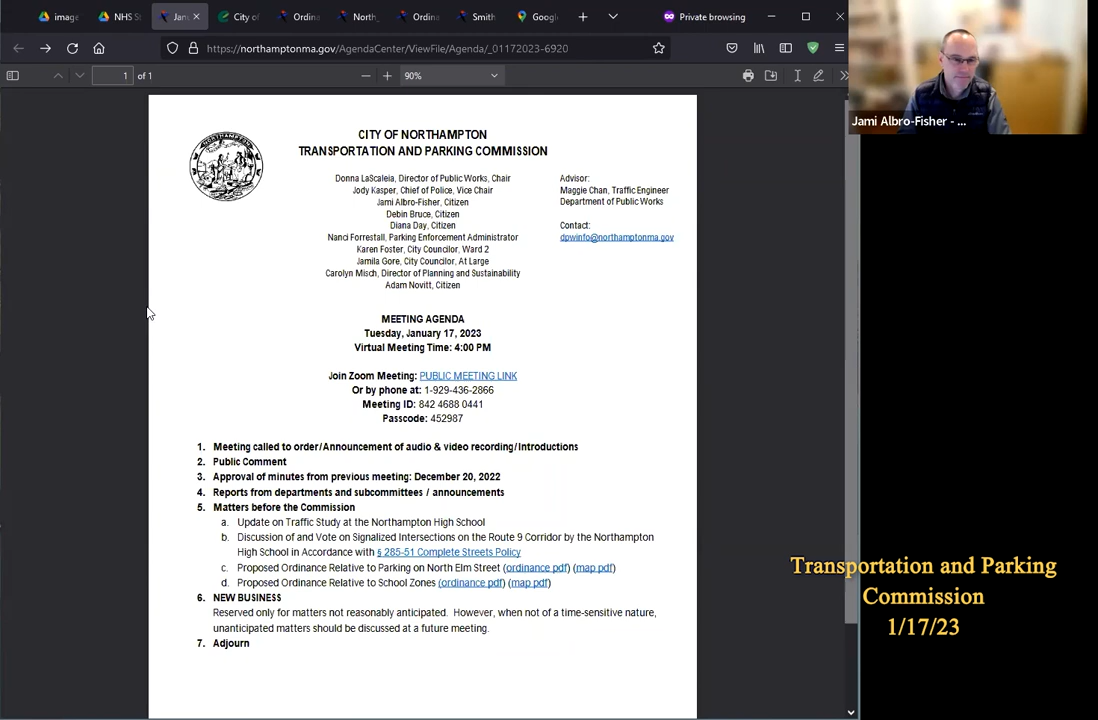 image
NHS S
Jan
City of
Ordina
North_
Ordina
Smith
Googl
Private browsing
https://northamptonma.gov/AgendaCenter/ViewFile/Agenda/_01172023-6920
1 of 1
90%
Jami Albro-Fisher - ...
CITY OF NORTHAMPTON
TRANSPORTATION AND PARKING COMMISSION
Donna LaScaleia, Director of Public Works, Chair
Jody Kasper, Chief of Police, Vice Chair
Jami Albro-Fisher, Citizen
Debin Bruce, Citizen
Diana Day, Citizen
Nanci Forrestall, Parking Enforcement Administrator
Karen Foster, City Councilor, Ward 2
Jamila Gore, City Councilor, At Large
Carolyn Misch, Director of Planning and Sustainability
Adam Novitt, Citizen
Advisor:
Maggie Chan, Traffic Engineer
Department of Public Works
Contact:
dpwinfo@northamptonma.gov
MEETING AGENDA
Tuesday, January 17, 2023
Virtual Meeting Time: 4:00 PM
Join Zoom Meeting: PUBLIC MEETING LINK
Or by phone at: 1-929-436-2866
Meeting ID: 842 4688 0441
Passcode: 452987
1. Meeting called to order/Announcement of audio & video recording/Introductions
2. Public Comment
3. Approval of minutes from previous meeting: December 20, 2022
4. Reports from departments and subcommittees / announcements
5. Matters before the Commission
a. Update on Traffic Study at the Northampton High School
b. Discussion of and Vote on Signalized Intersections on the Route 9 Corridor by the Northampton
High School in Accordance with § 285-51 Complete Streets Policy
c. Proposed Ordinance Relative to Parking on North Elm Street (ordinance pdf) (map pdf)
d. Proposed Ordinance Relative to School Zones (ordinance pdf) (map pdf)
6. NEW BUSINESS
Reserved only for matters not reasonably anticipated. However, when not of a time-sensitive nature,
unanticipated matters should be discussed at a future meeting.
7. Adjourn
Transportation and Parking
Commission
1/17/23